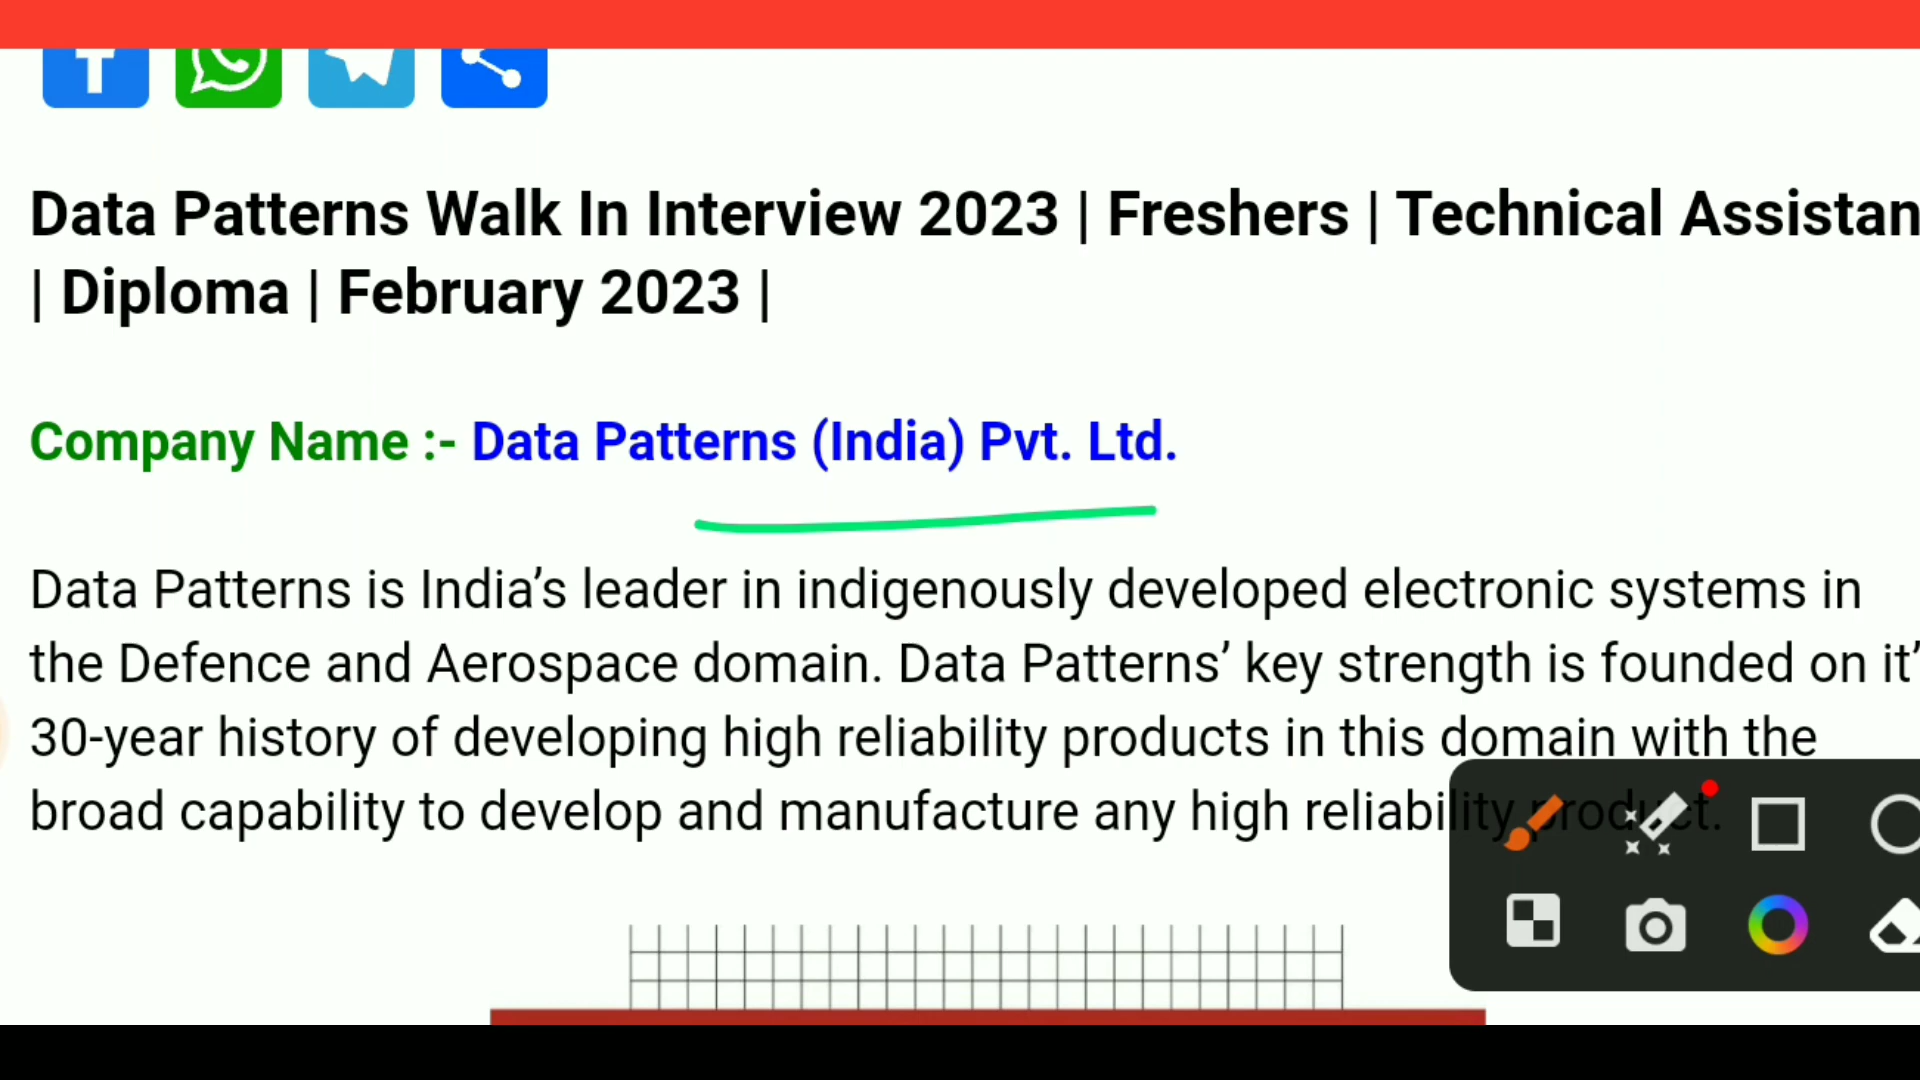 Data Patterns Walk In Interview 2023 | Freshers | Technical Assistan
| Diploma | February 2023 |
Company Name :- Data Patterns (India) Pvt. Ltd.
Data Patterns is India’s leader in indigenously developed electronic systems in
the Defence and Aerospace domain. Data Patterns’ key strength is founded on it’
30-year history of developing high reliability products in this domain with the
broad capability to develop and manufacture any high reliability product.